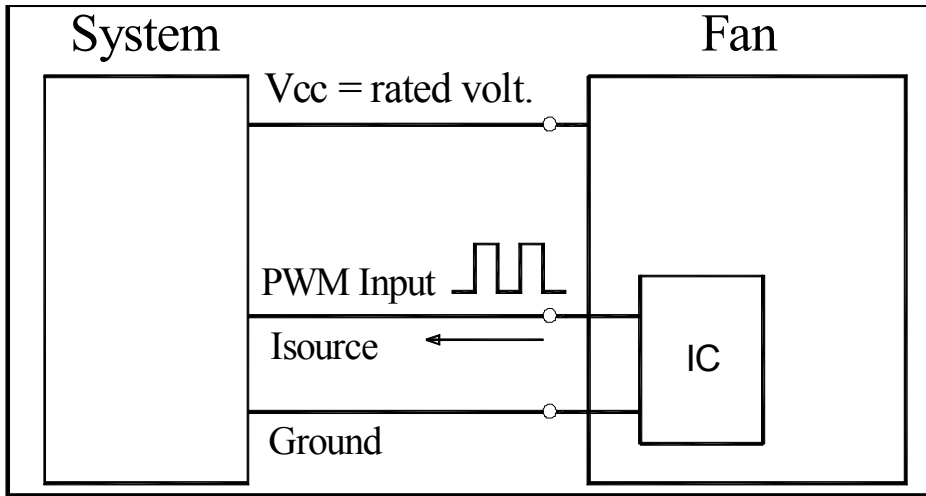 System
Fan
Vcc = rated volt.
PWM Input
Isource
IC
Ground